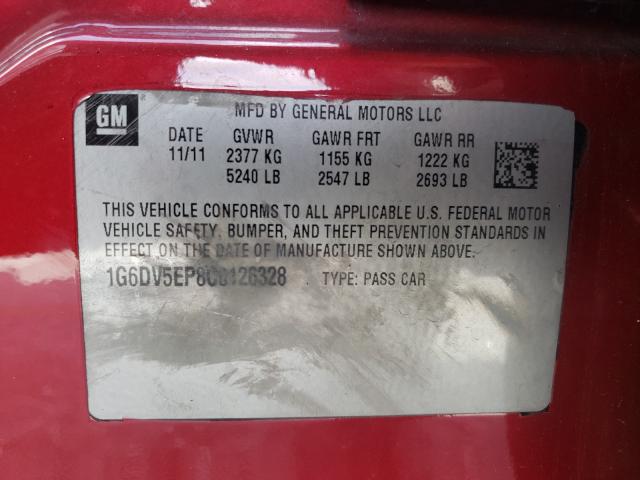 GM
MFD BY GENERAL MOTORS LLC
DATE GVWR GAWR FRT GAWR RR
11/11 2377 KG 1155 KG 1222 KG
5240 LB 2547 LB 2693 LB
THIS VEHICLE CONFORMS TO ALL APPLICABLE U.S. FEDERAL MOTOR
VEHICLE SAFETY, BUMPER, AND THEFT PREVENTION STANDARDS IN
EFFECT ON THE DATE OF MANUFACTURE SHOWN ABOVE.
1G6DV5EP8C0126328 TYPE: PASS CAR